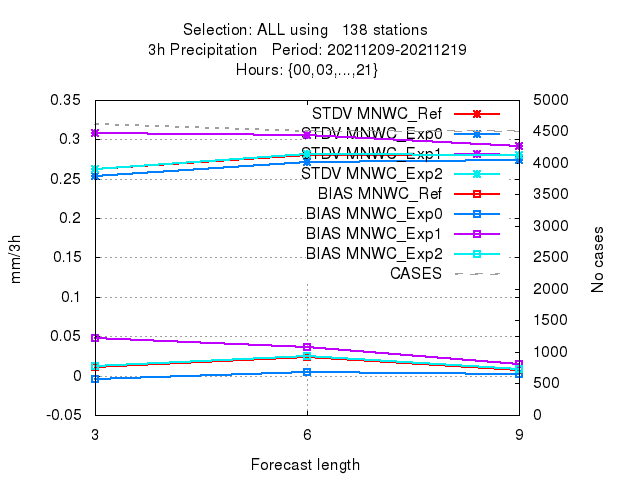 Selection: ALL using   138 stations
3h Precipitation   Period: 20211209-20211219
Hours: {00,03,...,21}
0.35
0.3
0.25
0.2
0.15
0.1
0.05
0
-0.05
mm/3h
STDV MNWC_Ref
STDV MNWC_Exp0
STDV MNWC_Exp1
STDV MNWC_Exp2
BIAS MNWC_Ref
BIAS MNWC_Exp0
BIAS MNWC_Exp1
BIAS MNWC_Exp2
CASES
5000
4500
4000
3500
3000
2500
2000
1500
1000
500
0
No cases
3 6 9
Forecast length